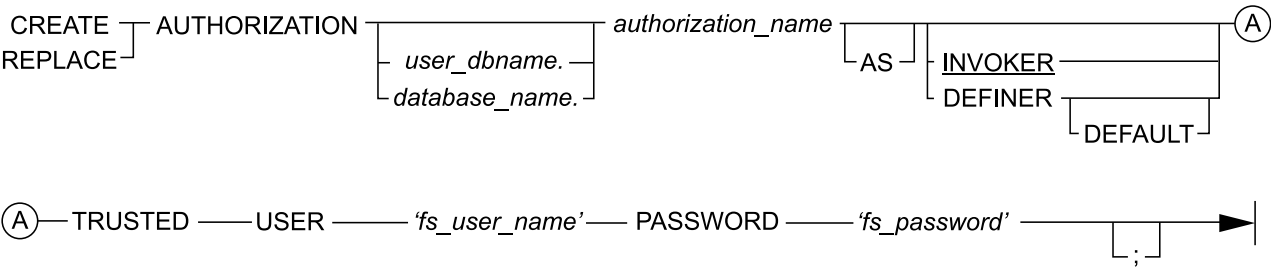 CREATE AUTHORIZATION authorization_name A
REPLACE user_dbname. AS INVOKER
database_name. DEFINER
DEFAULT
A TRUSTED USER 'fs_user_name' PASSWORD 'fs_password'
;